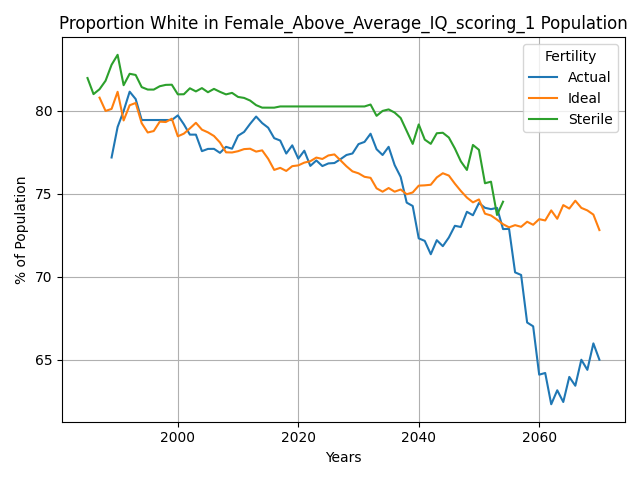 Proportion White in Female_Above_Average_IQ_scoring_1 Population
Fertility
Actual
Ideal
Sterile
% of Population
80
75
70
65
2000
2020
2040
2060
Years